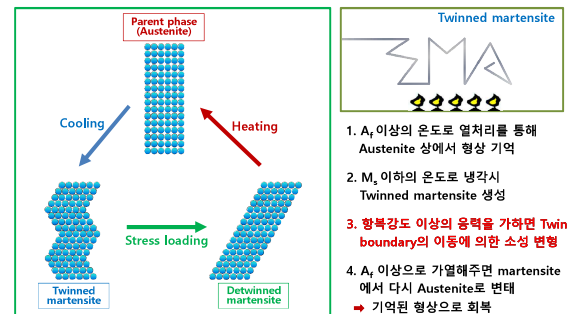 Parent phase
(Austenite)
Cooling
Heating
Stress loading
Twinned
martensite
Detwinned
martensite
Twinned martensite
SMA
1. Af 이상의 온도로 열처리를 통해
Austenite 상에서 형상 기억
2. Ms 이하의 온도로 냉각시
Twinned martensite 생성
3. 항복강도 이상의 응력을 가하면 Twin
boundary의 이동에 의한 소성 변형
4. Af 이상으로 가열해주면 martensite
에서 다시 Austenite로 변태
➡ 기억된 형상으로 회복